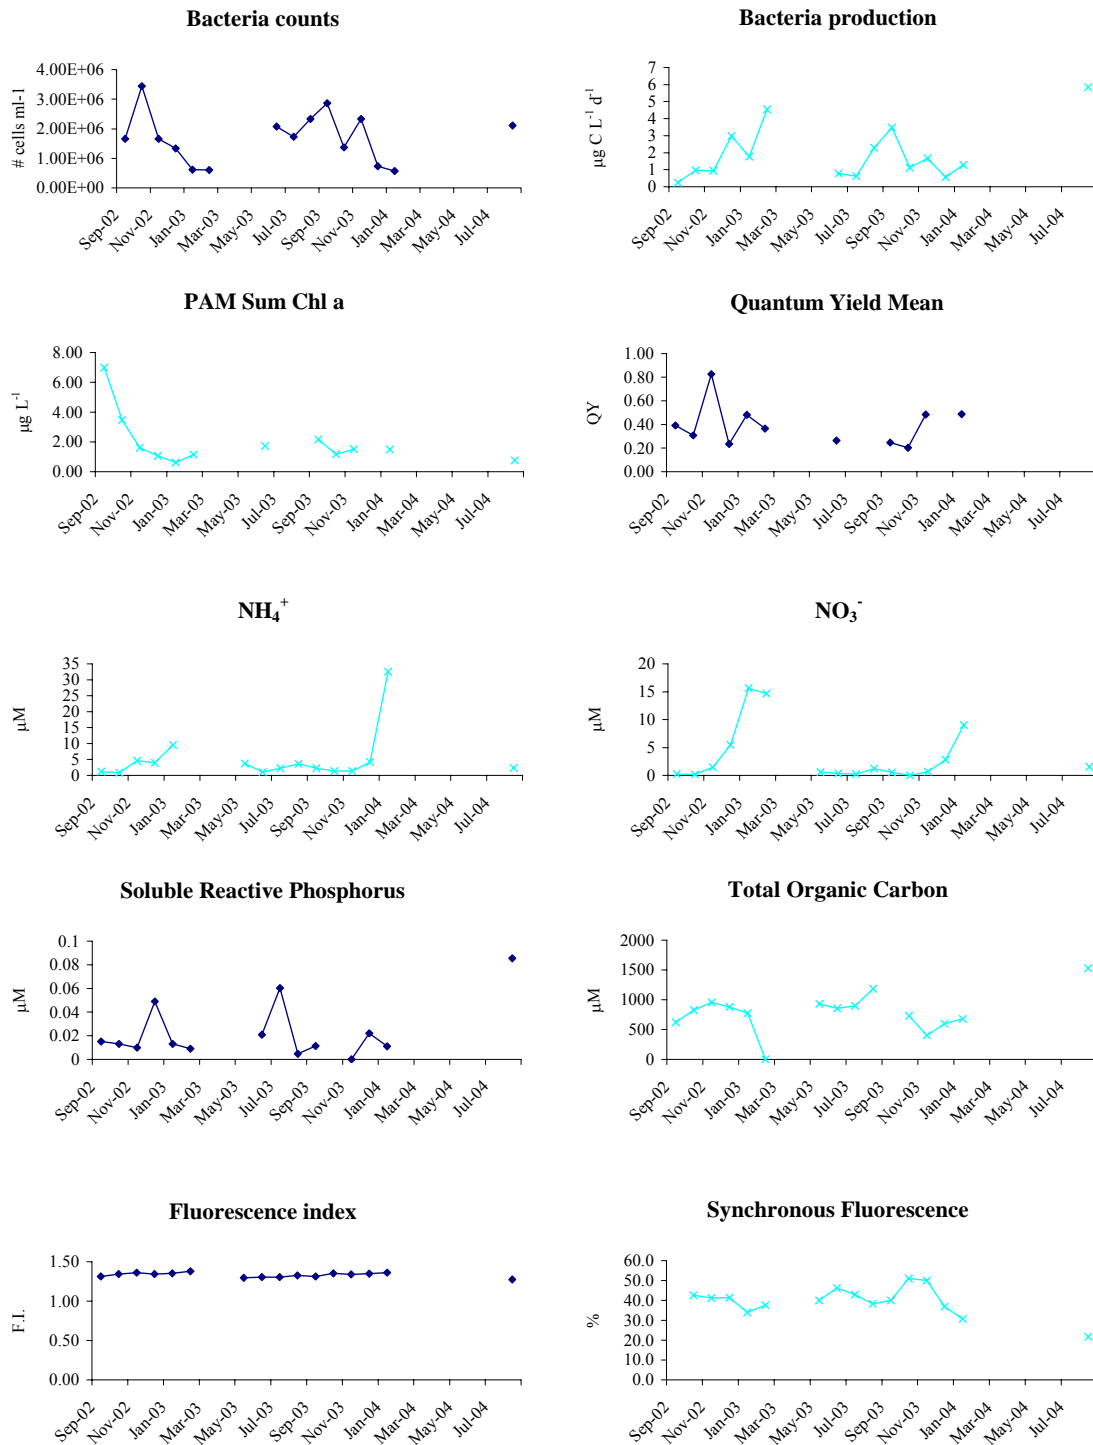 Bacteria counts
4.00E+06
3.00E+06
2.00E+06
1.00E+06
0.00E+00
# cells ml-1
Sep-02 Nov-02 Jan-03 Mar-03 May-03 Jul-03 Sep-03 Nov-03 Jan-04 Mar-04 May-04 Jul-04
Bacteria production
7
6
5
4
3
2
1
0
µg C L⁻¹ d⁻¹
Sep-02 Nov-02 Jan-03 Mar-03 May-03 Jul-03 Sep-03 Nov-03 Jan-04 Mar-04 May-04 Jul-04
PAM Sum Chl a
8.00
6.00
4.00
2.00
0.00
µg L⁻¹
Sep-02 Nov-02 Jan-03 Mar-03 May-03 Jul-03 Sep-03 Nov-03 Jan-04 Mar-04 May-04 Jul-04
Quantum Yield Mean
1.00
0.80
0.60
0.40
0.20
0.00
QY
Sep-02 Nov-02 Jan-03 Mar-03 May-03 Jul-03 Sep-03 Nov-03 Jan-04 Mar-04 May-04 Jul-04
NH₄⁺
35
30
25
20
15
10
5
0
µM
Sep-02 Nov-02 Jan-03 Mar-03 May-03 Jul-03 Sep-03 Nov-03 Jan-04 Mar-04 May-04 Jul-04
NO₃⁻
20
15
10
5
0
µM
Sep-02 Nov-02 Jan-03 Mar-03 May-03 Jul-03 Sep-03 Nov-03 Jan-04 Mar-04 May-04 Jul-04
Soluble Reactive Phosphorus
0.1
0.08
0.06
0.04
0.02
0
µM
Sep-02 Nov-02 Jan-03 Mar-03 May-03 Jul-03 Sep-03 Nov-03 Jan-04 Mar-04 May-04 Jul-04
Total Organic Carbon
2000
1500
1000
500
0
µM
Sep-02 Nov-02 Jan-03 Mar-03 May-03 Jul-03 Sep-03 Nov-03 Jan-04 Mar-04 May-04 Jul-04
Fluorescence index
1.50
1.00
0.50
0.00
F.I.
Sep-02 Nov-02 Jan-03 Mar-03 May-03 Jul-03 Sep-03 Nov-03 Jan-04 Mar-04 May-04 Jul-04
Synchronous Fluorescence
60.0
50.0
40.0
30.0
20.0
10.0
0.0
%
Sep-02 Nov-02 Jan-03 Mar-03 May-03 Jul-03 Sep-03 Nov-03 Jan-04 Mar-04 May-04 Jul-04